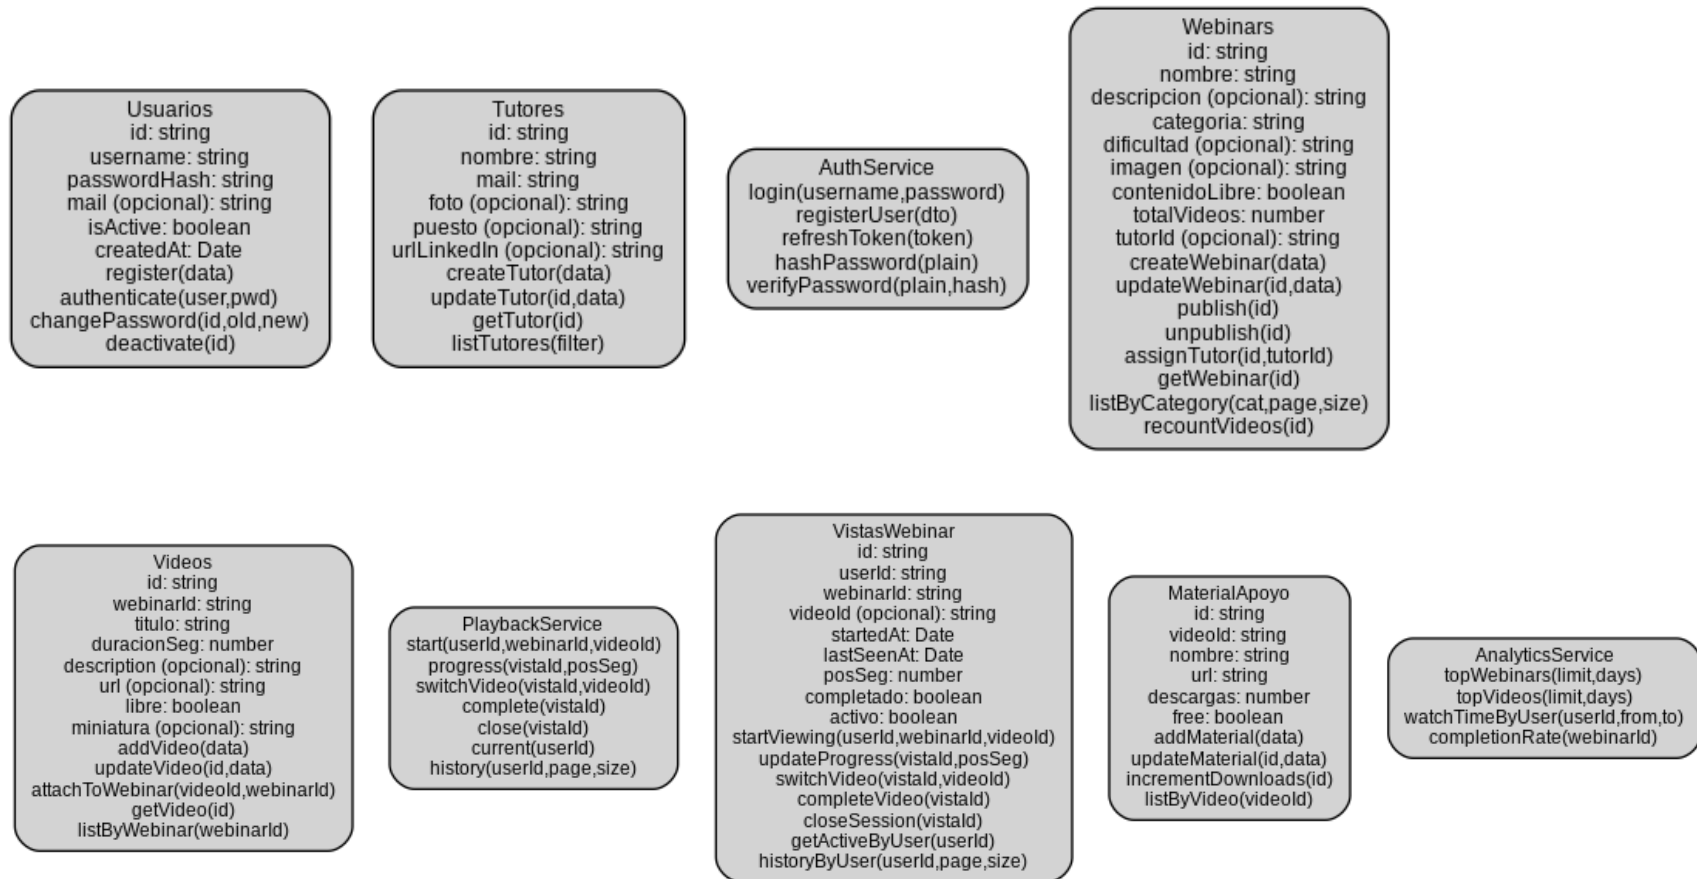 Usuarios
id: string
username: string
passwordHash: string
mail (opcional): string
isActive: boolean
createdAt: Date
register(data)
authenticate(user,pwd)
changePassword(id,old,new)
deactivate(id)
Tutores
id: string
nombre: string
mail: string
foto (opcional): string
puesto (opcional): string
urlLinkedIn (opcional): string
createTutor(data)
updateTutor(id,data)
getTutor(id)
listTutores(filter)
AuthService
login(username,password)
registerUser(dto)
refreshToken(token)
hashPassword(plain)
verifyPassword(plain,hash)
Webinars
id: string
nombre: string
descripcion (opcional): string
categoria: string
dificultad (opcional): string
imagen (opcional): string
contenidoLibre: boolean
totalVideos: number
tutorId (opcional): string
createWebinar(data)
updateWebinar(id,data)
publish(id)
unpublish(id)
assignTutor(id,tutorId)
getWebinar(id)
listByCategory(cat,page,size)
recountVideos(id)
Videos
id: string
webinarId: string
titulo: string
duracionSeg: number
description (opcional): string
url (opcional): string
libre: boolean
miniatura (opcional): string
addVideo(data)
updateVideo(id,data)
attachToWebinar(videoId,webinarId)
getVideo(id)
listByWebinar(webinarId)
PlaybackService
start(userId,webinarId,videoId)
progress(vistaId,posSeg)
switchVideo(vistaId,videoId)
complete(vistaId)
close(vistaId)
current(userId)
history(userId,page,size)
VistasWebinar
id: string
userId: string
webinarId: string
videoId (opcional): string
startedAt: Date
lastSeenAt: Date
posSeg: number
completado: boolean
activo: boolean
startViewing(userId,webinarId,videoId)
updateProgress(vistaId,posSeg)
switchVideo(vistaId,videoId)
completeVideo(vistaId)
closeSession(vistaId)
getActiveByUser(userId)
historyByUser(userId,page,size)
MaterialApoyo
id: string
videoId: string
nombre: string
url: string
descargas: number
free: boolean
addMaterial(data)
updateMaterial(id,data)
incrementDownloads(id)
listByVideo(videoId)
AnalyticsService
topWebinars(limit,days)
topVideos(limit,days)
watchTimeByUser(userId,from,to)
completionRate(webinarId)